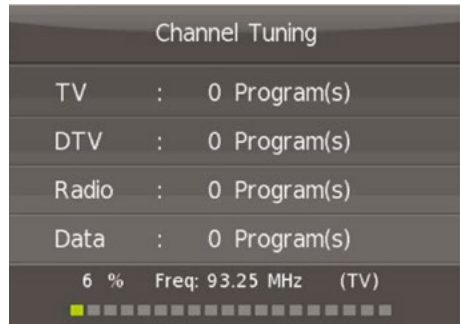 Channel Tuning
TV : 0 Program(s)
DTV : 0 Program(s)
Radio : 0 Program(s)
Data : 0 Program(s)
6 % Freq: 93.25 MHz (TV)